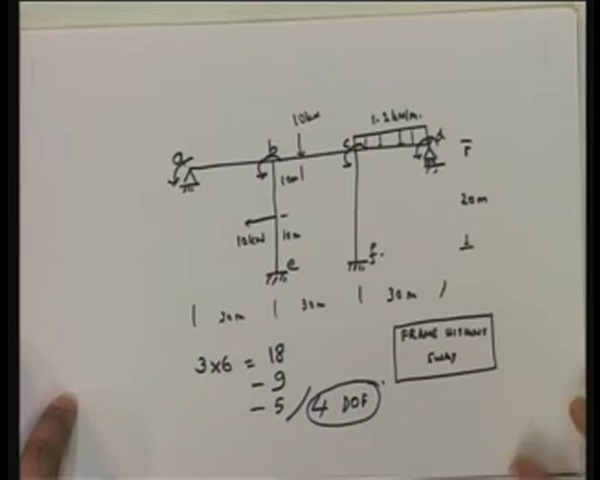 10kN
1.2kN/m.
a
b
c
d
10m
20m
10kN
10m
e
f.
30m
30m
30m
FRAME WITHOUT
SWAY
3x6 = 18
- 9
- 5 / 4 DOF